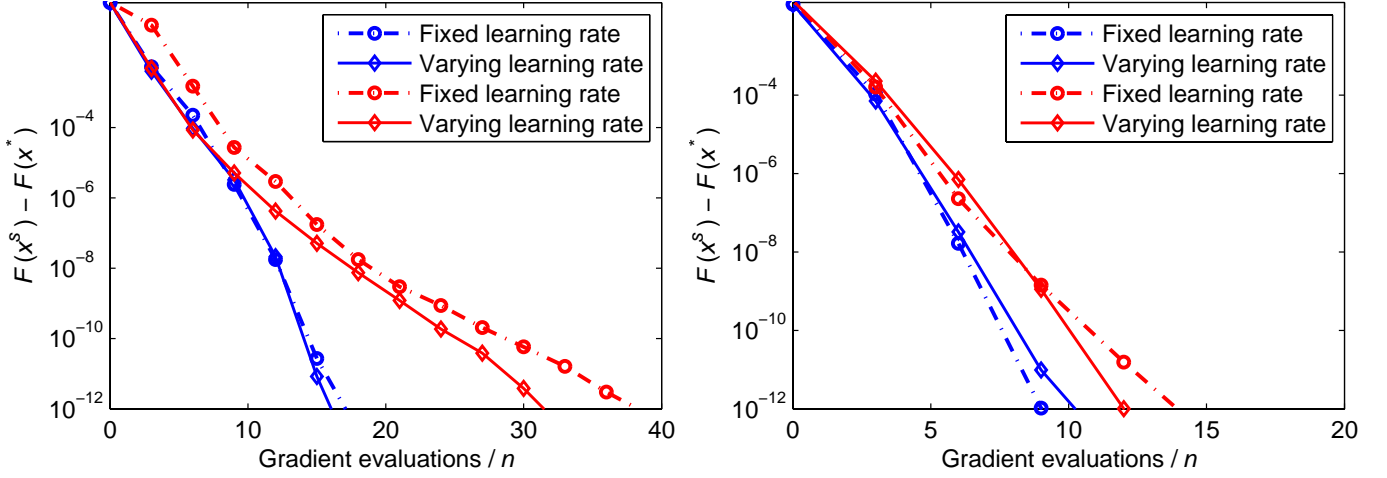 Fixed learning rate
Varying learning rate
Fixed learning rate
Varying learning rate
10^{-4}
10^{-6}
10^{-8}
10^{-10}
10^{-12}
F(x^s) − F(x^*)
0
10
20
30
40
Gradient evaluations / n
Fixed learning rate
Varying learning rate
Fixed learning rate
Varying learning rate
10^{-4}
10^{-6}
10^{-8}
10^{-10}
10^{-12}
F(x^s) − F(x^*)
0
5
10
15
20
Gradient evaluations / n